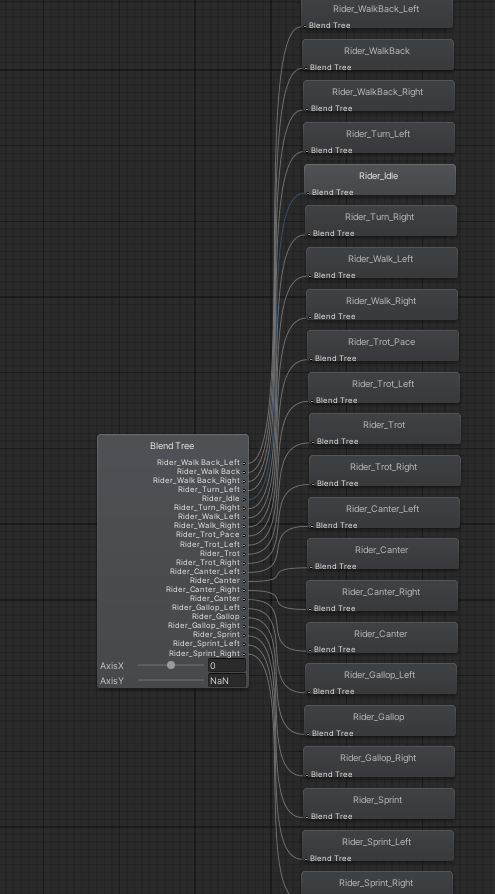 Rider_WalkBack_Left
Blend Tree
Rider_WalkBack
Blend Tree
Rider_WalkBack_Right
Blend Tree
Rider_Turn_Left
Blend Tree
Rider_Idle
Blend Tree
Rider_Turn_Right
Blend Tree
Rider_Walk_Left
Blend Tree
Rider_Walk_Right
Blend Tree
Rider_Trot_Pace
Blend Tree
Rider_Trot_Left
Blend Tree
Rider_Trot
Blend Tree
Rider_Trot_Right
Blend Tree
Rider_Canter_Left
Blend Tree
Rider_Canter
Blend Tree
Rider_Canter_Right
Blend Tree
Rider_Canter
Blend Tree
Rider_Gallop_Left
Blend Tree
Rider_Gallop
Blend Tree
Rider_Gallop_Right
Blend Tree
Rider_Sprint
Blend Tree
Rider_Sprint_Left
Blend Tree
Rider_Sprint_Right
Blend Tree
Rider_Walk Back_Left
Rider_Walk Back
Rider_Walk Back_Right
Rider_Turn_Left
Rider_Idle
Rider_Turn_Right
Rider_Walk_Left
Rider_Walk_Right
Rider_Trot_Pace
Rider_Trot_Left
Rider_Trot
Rider_Trot_Right
Rider_Canter_Left
Rider_Canter
Rider_Canter_Right
Rider_Canter
Rider_Gallop_Left
Rider_Gallop
Rider_Gallop_Right
Rider_Sprint
Rider_Sprint_Left
Rider_Sprint_Right
AxisX 0
AxisY NaN